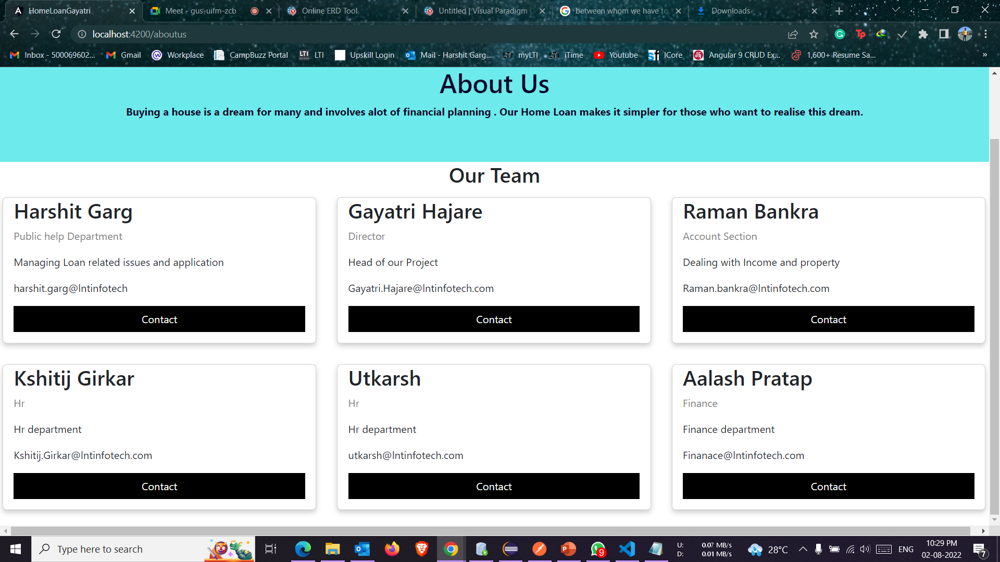 HomeLoanGayatri
Meet - gus-uifm-zcb
Online ERD Tool
Untitled | Visual Paradigm C
between whom we have to
Downloads
localhost:4200/aboutus
Inbox - 500069602...
Gmail
Workplace
CampBuzz Portal
LTI LTI
Upskill Login
Mail - Harshit Garg...
LTI myLTI
LTI iTime
Youtube
ICore
Angular 9 CRUD Ex...
1,600+ Resume Sa...
»
About Us
Buying a house is a dream for many and involves alot of financial planning . Our Home Loan makes it simpler for those who want to realise this dream.
Our Team
Harshit Garg
Public help Department
Managing Loan related issues and application
harshit.garg@lntinfotech
Contact
Gayatri Hajare
Director
Head of our Project
Gayatri.Hajare@lntinfotech.com
Contact
Raman Bankra
Account Section
Dealing with Income and property
Raman.bankra@lntinfotech.com
Contact
Kshitij Girkar
Hr
Hr department
Kshitij.Girkar@lntinfotech.com
Contact
Utkarsh
Hr
Hr department
utkarsh@lntinfotech.com
Contact
Aalash Pratap
Finance
Finance department
Finanace@lntinfotech.com
Contact
Type here to search
9
U: 0.07 MB/s
D: 0.01 MB/s
28°C
ENG
10:29 PM
02-08-2022
7